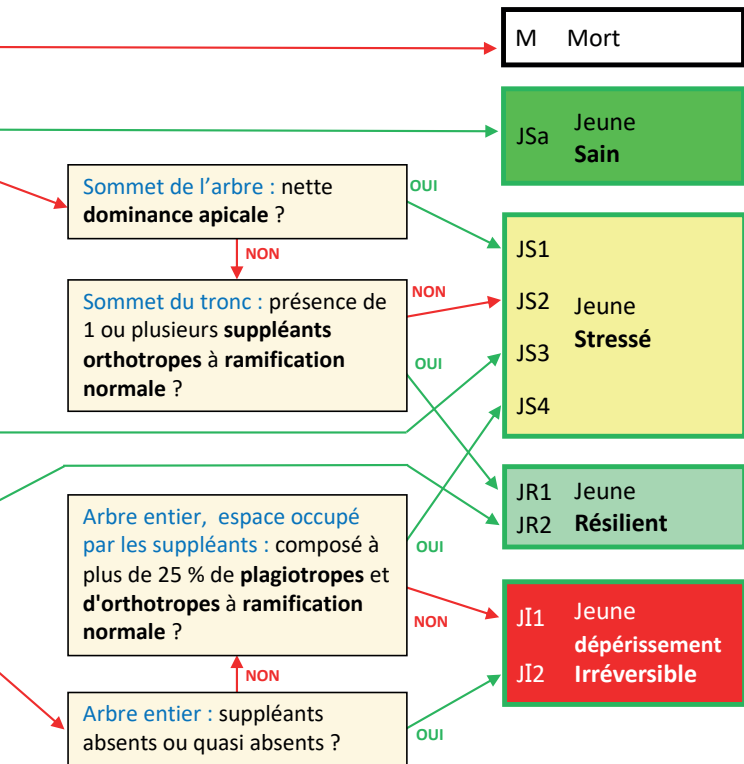 M Mort
JSa Jeune
Sain
Sommet de l'arbre : nette
dominance apicale ?
OUI
NON
JS1
Sommet du tronc : présence de
1 ou plusieurs suppléants
orthotropes à ramification
normale ?
NON
OUI
JS2 Jeune
JS3 Stressé
JS4
JR1 Jeune
JR2 Résilient
Arbre entier, espace occupé
par les suppléants : composé à
plus de 25 % de plagiotropes et
d'orthotropes à ramification
normale ?
OUI
NON
JÏ1 Jeune
dépérissement
JÏ2 Irréversible
NON
Arbre entier : suppléants
absents ou quasi absents ?
OUI